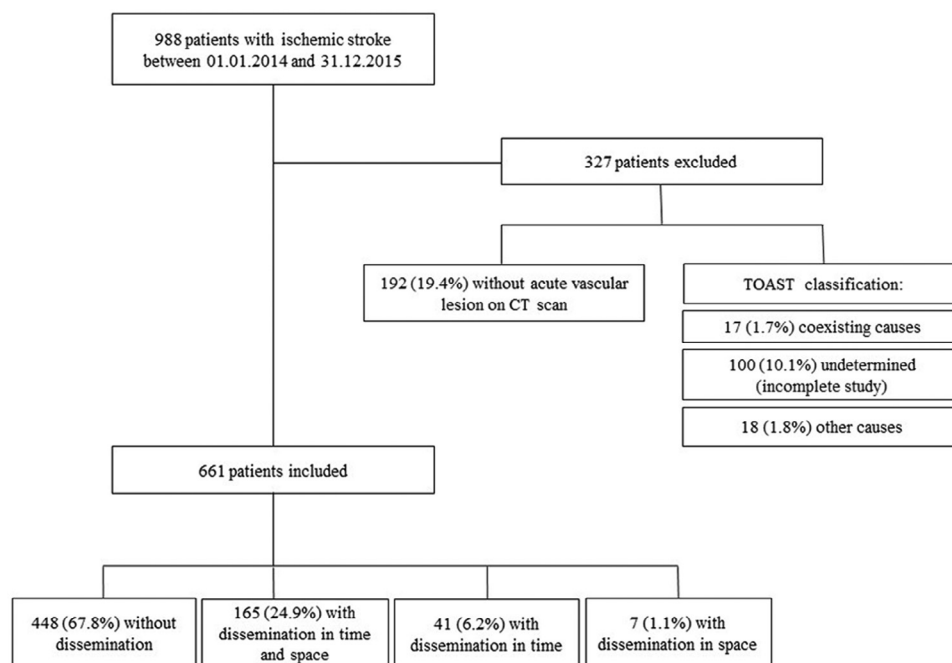 988 patients with ischemic stroke
between 01.01.2014 and 31.12.2015
327 patients excluded
192 (19.4%) without acute vascular
lesion on CT scan
TOAST classification:
17 (1.7%) coexisting causes
100 (10.1%) undetermined
(incomplete study)
18 (1.8%) other causes
661 patients included
448 (67.8%) without
dissemination
165 (24.9%) with
dissemination in time
and space
41 (6.2%) with
dissemination in time
7 (1.1%) with
dissemination in space